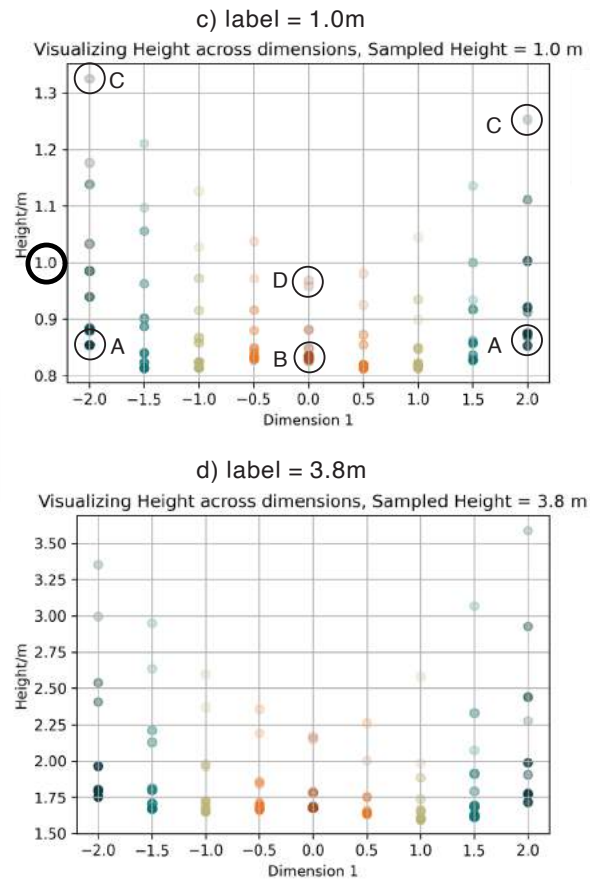 c) label = 1.0m
Visualizing Height across dimensions, Sampled Height = 1.0 m
1.3
1.2
1.1
1.0
0.9
0.8
Height/m
C
C
D
A
B
A
−2.0 −1.5 −1.0 −0.5 0.0 0.5 1.0 1.5 2.0
Dimension 1
d) label = 3.8m
Visualizing Height across dimensions, Sampled Height = 3.8 m
3.50
3.25
3.00
2.75
2.50
2.25
2.00
1.75
1.50
Height/m
−2.0 −1.5 −1.0 −0.5 0.0 0.5 1.0 1.5 2.0
Dimension 1